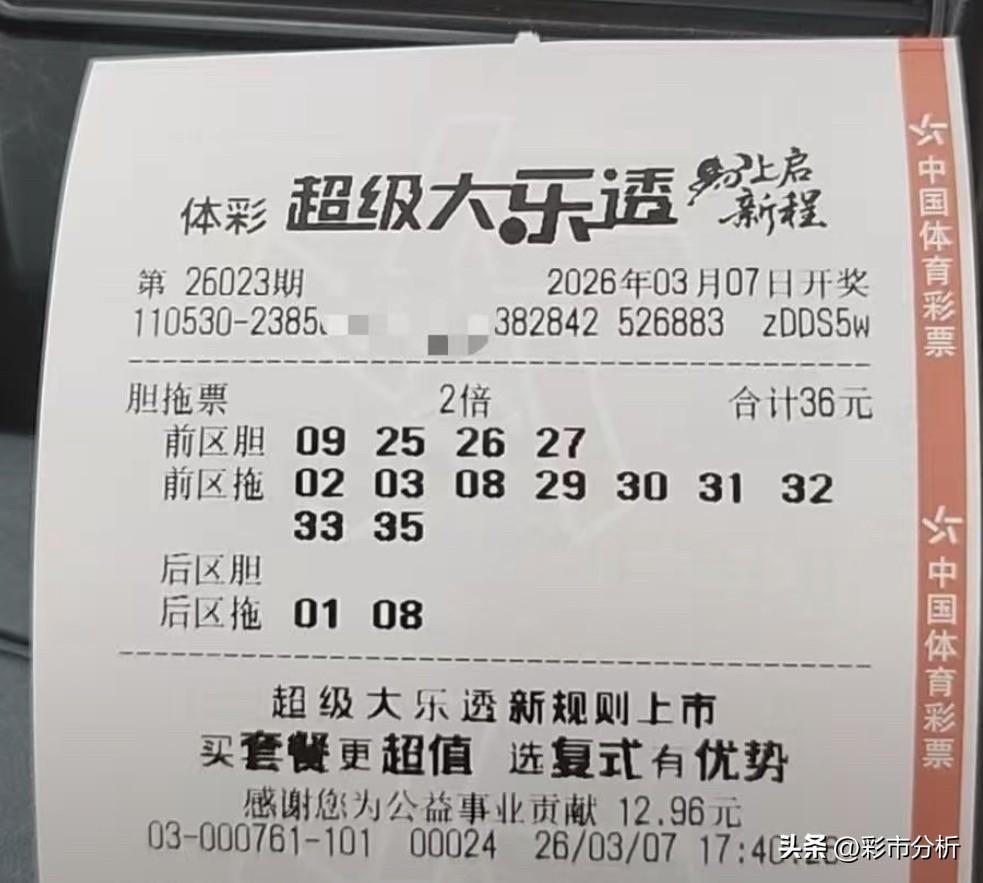 体彩 超级大乐透 马上启新程
第 26023期 2026年03月07日开奖
110530-2385 382842 526883 zDDS5w
胆拖票 2倍 合计36元
前区胆 09 25 26 27
前区拖 02 03 08 29 30 31 32
33 35
后区胆
后区拖 01 08
超级大乐透新规则上市
买套餐更超值 选复式有优势
感谢您为公益事业贡献 12.96元
03-000761-101 00024 26/03/07 17:40
中国体育彩票
中国体育彩票
头条 @彩市分析